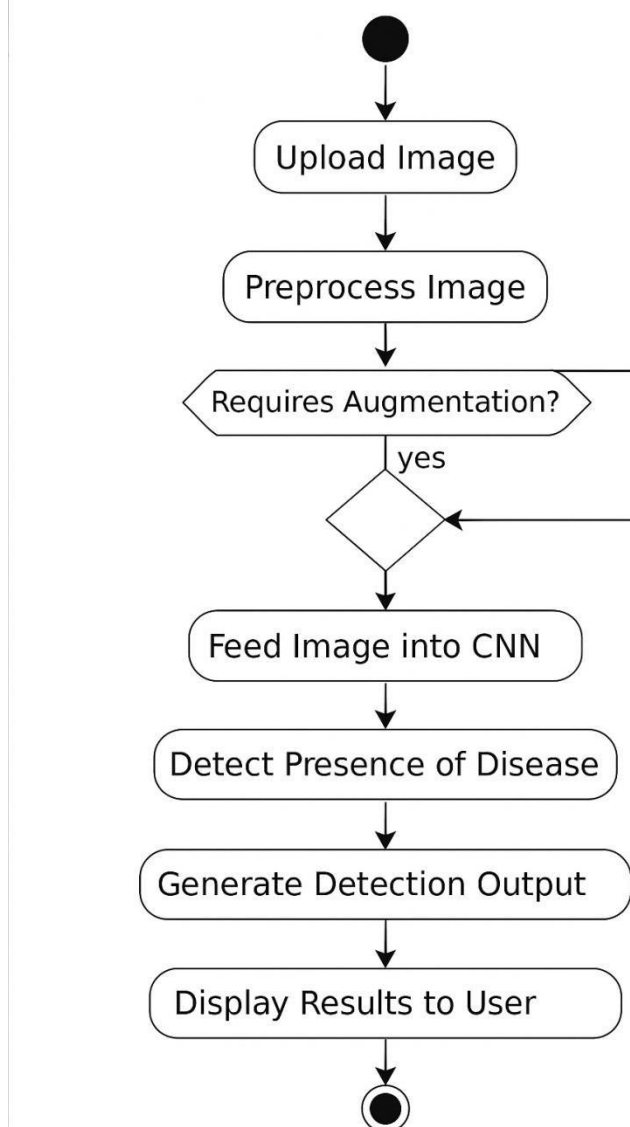 Upload Image
Preprocess Image
Requires Augmentation?
yes
Feed Image into CNN
Detect Presence of Disease
Generate Detection Output
Display Results to User